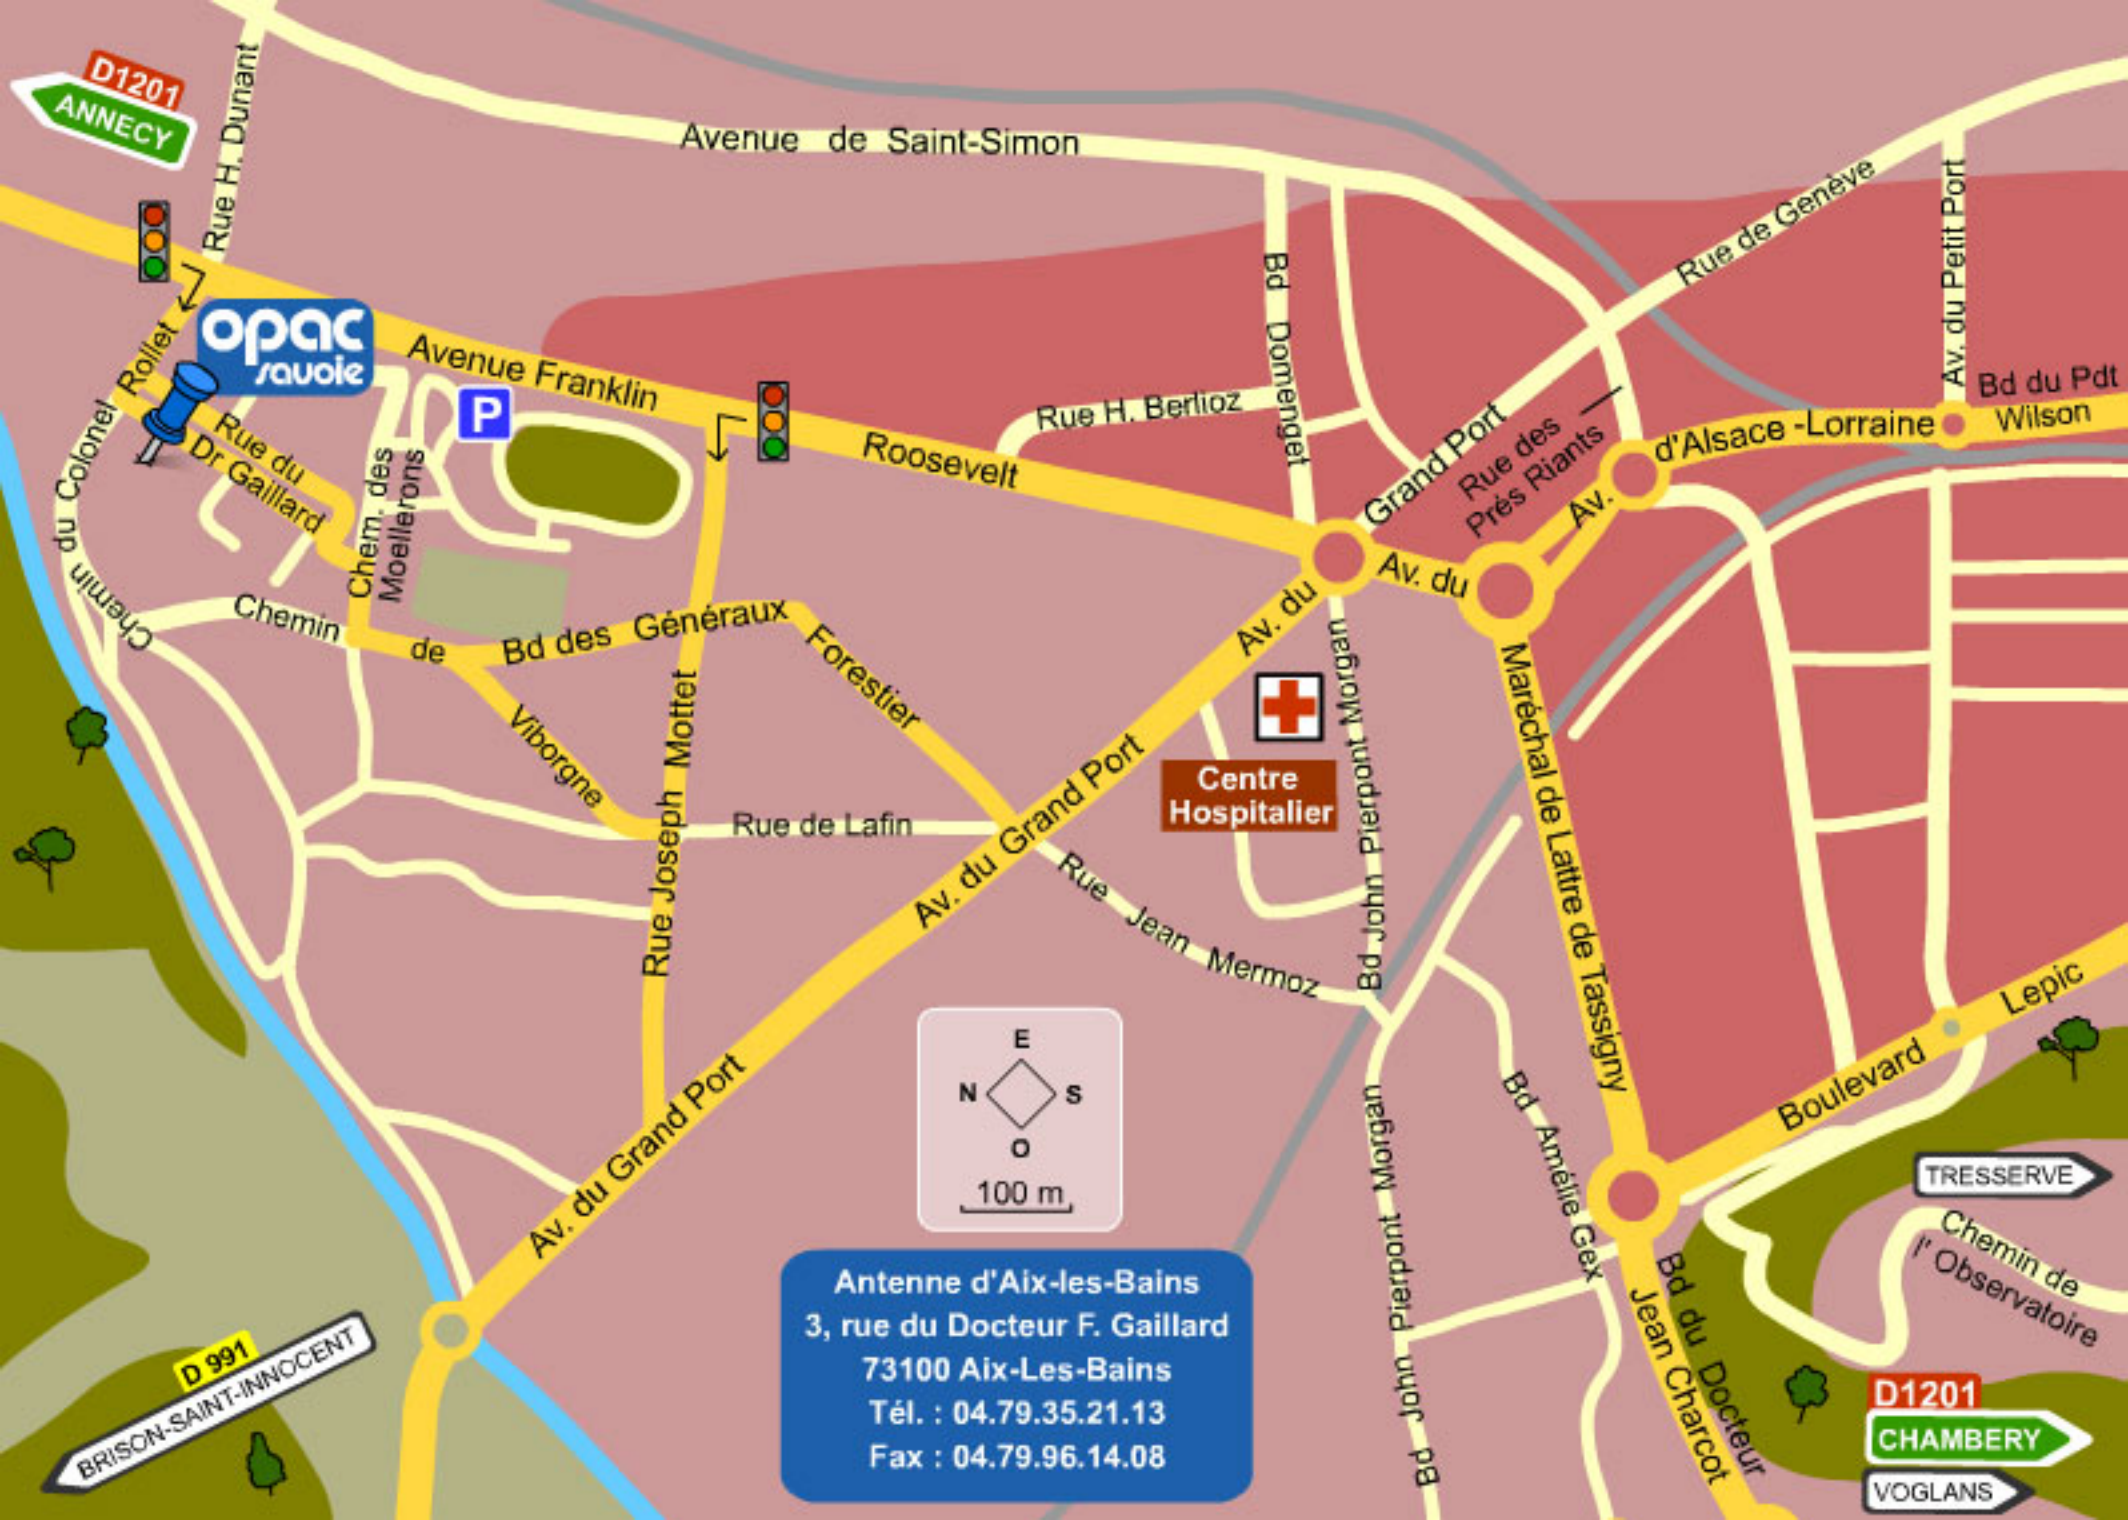 D1201
ANNECY
Rue H. Dunant
Avenue de Saint-Simon
Rue de Genève
Av. du Petit Port
Bd du Pdt
Wilson
opac
savoie
Avenue Franklin
Roosevelt
P
Rue H. Berlioz
Bd Domenget
Grand Port
Rue des
Prés Riants
Av.
d'Alsace -Lorraine
Chemin du Colonel Rollet
Rue du
Dr Gaillard
Chem. des
Moellerons
Chemin de Viborgne
Bd des Généraux Forestier
Av. du
Av. du
Maréchal de Lattre de Tassigny
Rue Joseph Mottet
Rue de Lafin
Av. du Grand Port
Centre
Hospitalier
Bd John Pierpont Morgan
Rue Jean Mermoz
Av. du Grand Port
E
N S
O
100 m
Bd John Pierpont Morgan
Bd Amélie Gex
Boulevard Lepic
TRESSERVE
Chemin de
l' Observatoire
Bd du Docteur
Jean Charcot
D 991
BRISON-SAINT-INNOCENT
Antenne d'Aix-les-Bains
3, rue du Docteur F. Gaillard
73100 Aix-Les-Bains
Tél. : 04.79.35.21.13
Fax : 04.79.96.14.08
D1201
CHAMBERY
VOGLANS